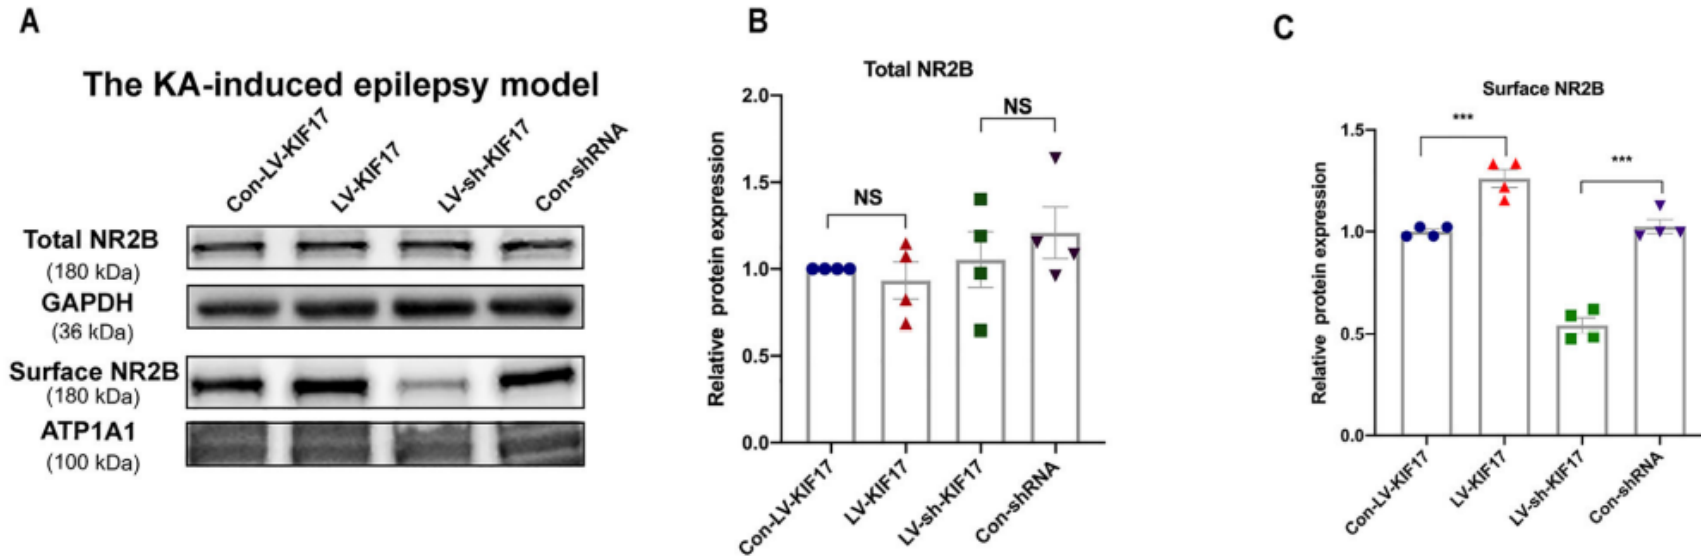 A
The KA-induced epilepsy model
Con-LV-KIF17
LV-KIF17
LV-sh-KIF17
Con-shRNA
Total NR2B
(180 kDa)
GAPDH
(36 kDa)
Surface NR2B
(180 kDa)
ATP1A1
(100 kDa)
B
Total NR2B
Relative protein expression
2.0
1.5
1.0
0.5
0.0
NS
NS
Con-LV-KIF17
LV-KIF17
LV-sh-KIF17
Con-shRNA
C
Surface NR2B
Relative protein expression
1.5
1.0
0.5
0.0
***
***
Con-LV-KIF17
LV-KIF17
LV-sh-KIF17
Con-shRNA